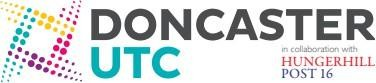 DONCASTER
UTC
in collaboration with
HUNGERHILL
POST 16